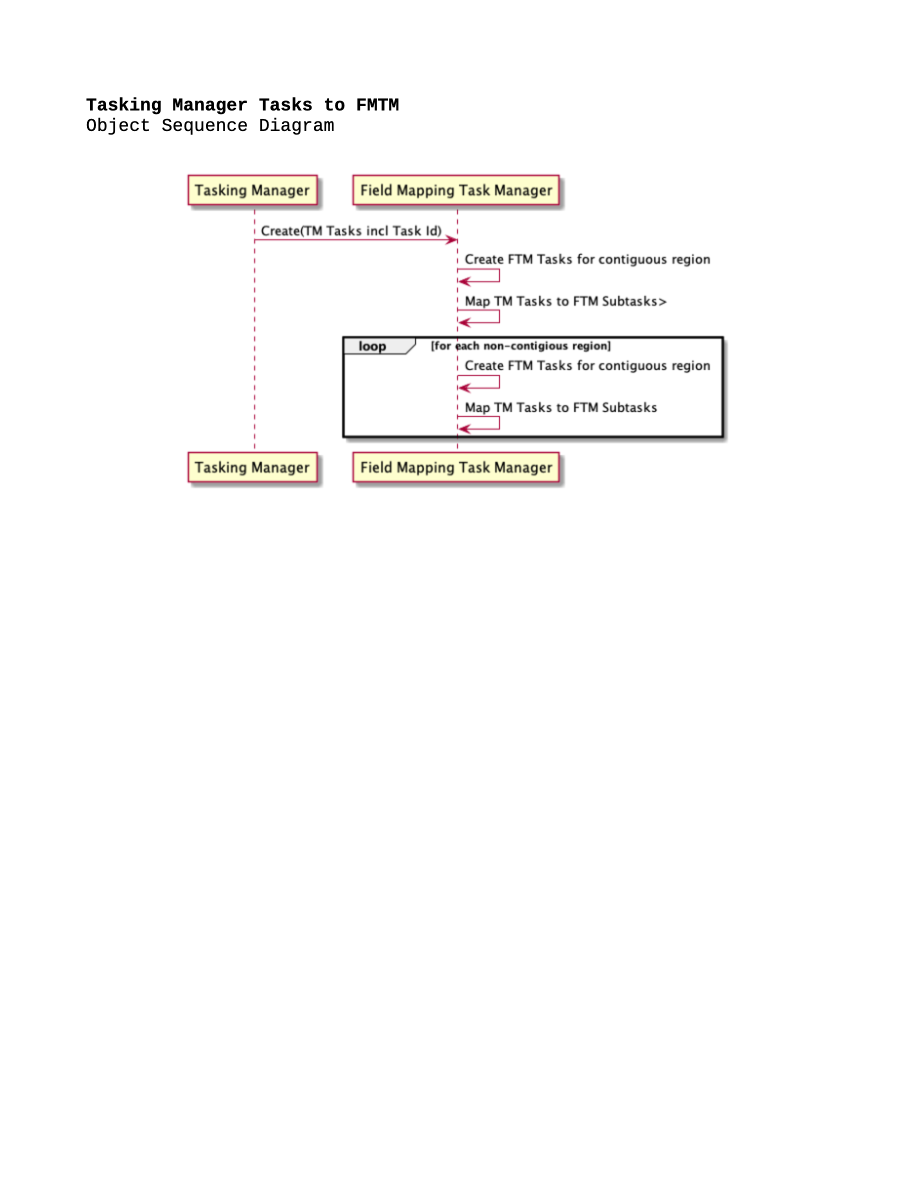 Tasking Manager Tasks to FMTM
Object Sequence Diagram
Tasking Manager
Field Mapping Task Manager
Create(TM Tasks incl Task Id)
Create FTM Tasks for contiguous region
Map TM Tasks to FTM Subtasks>
loop
[for each non-contigious region]
Create FTM Tasks for contiguous region
Map TM Tasks to FTM Subtasks
Tasking Manager
Field Mapping Task Manager